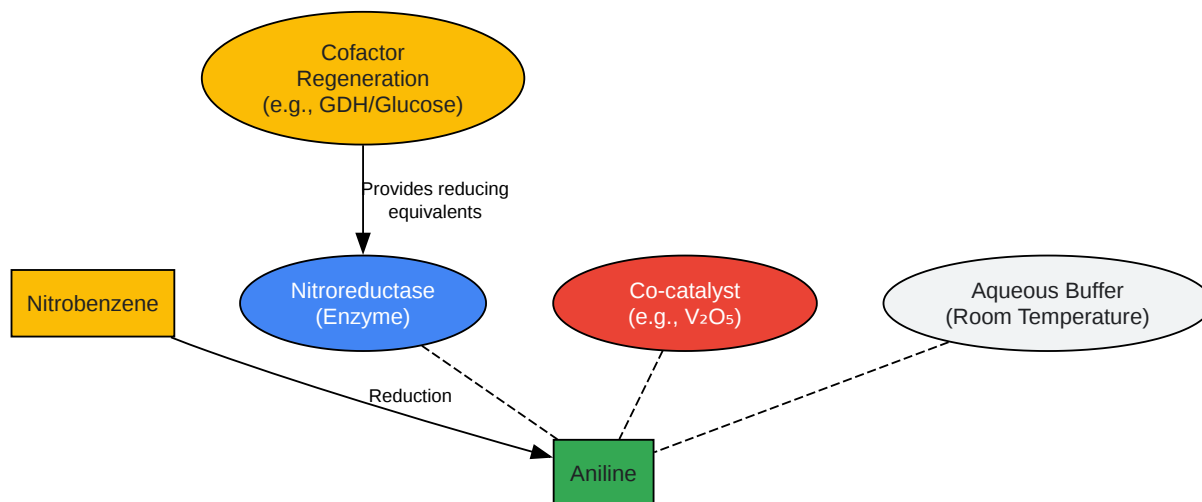 Cofactor
Regeneration
(e.g., GDH/Glucose)
Provides reducing
equivalents
Nitrobenzene
Nitroreductase
(Enzyme)
Co-catalyst
(e.g., V₂O₅)
Aqueous Buffer
(Room Temperature)
Reduction
Aniline